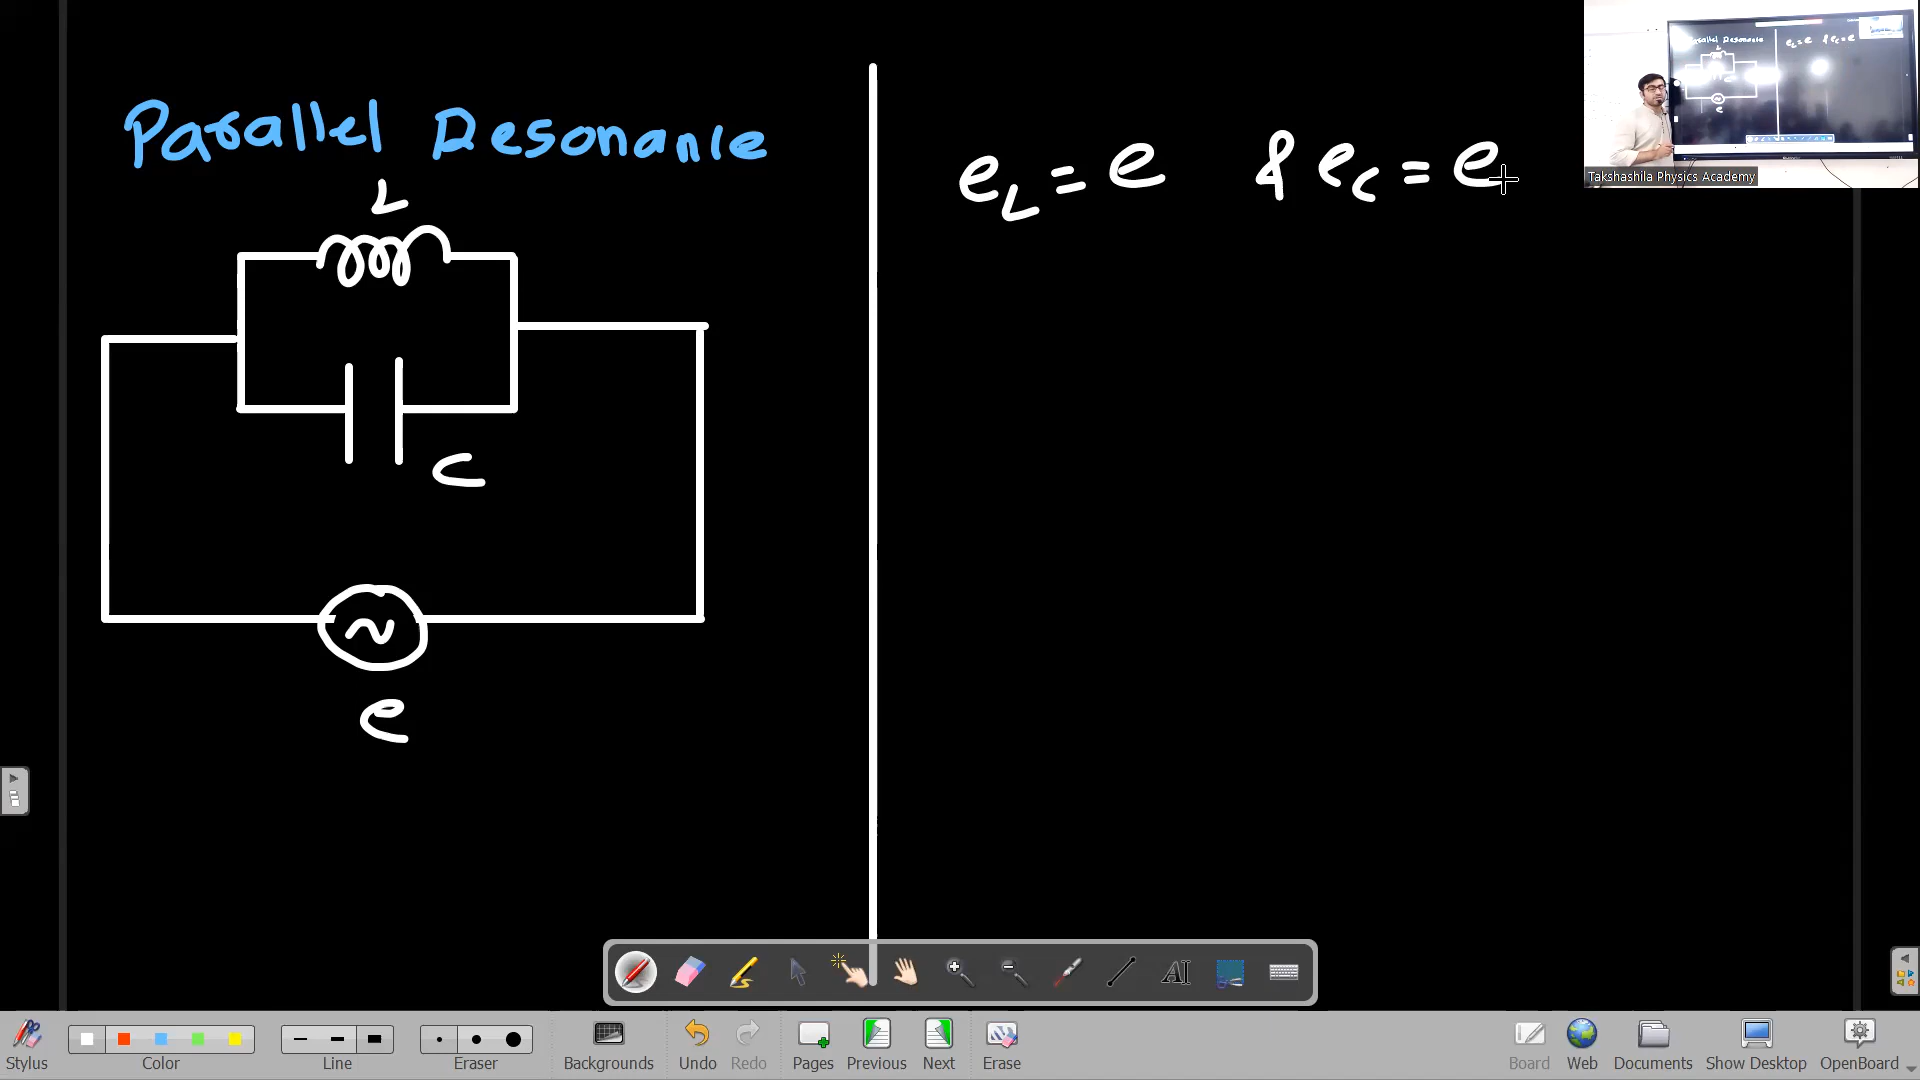 Parallel Resonance
L
C
e
e_L = e & e_C = e
Takshashila Physics Academy
Stylus
Color
Line
Eraser
Backgrounds
Undo
Redo
Pages
Previous
Next
Erase
Board
Web
Documents
Show Desktop
OpenBoard